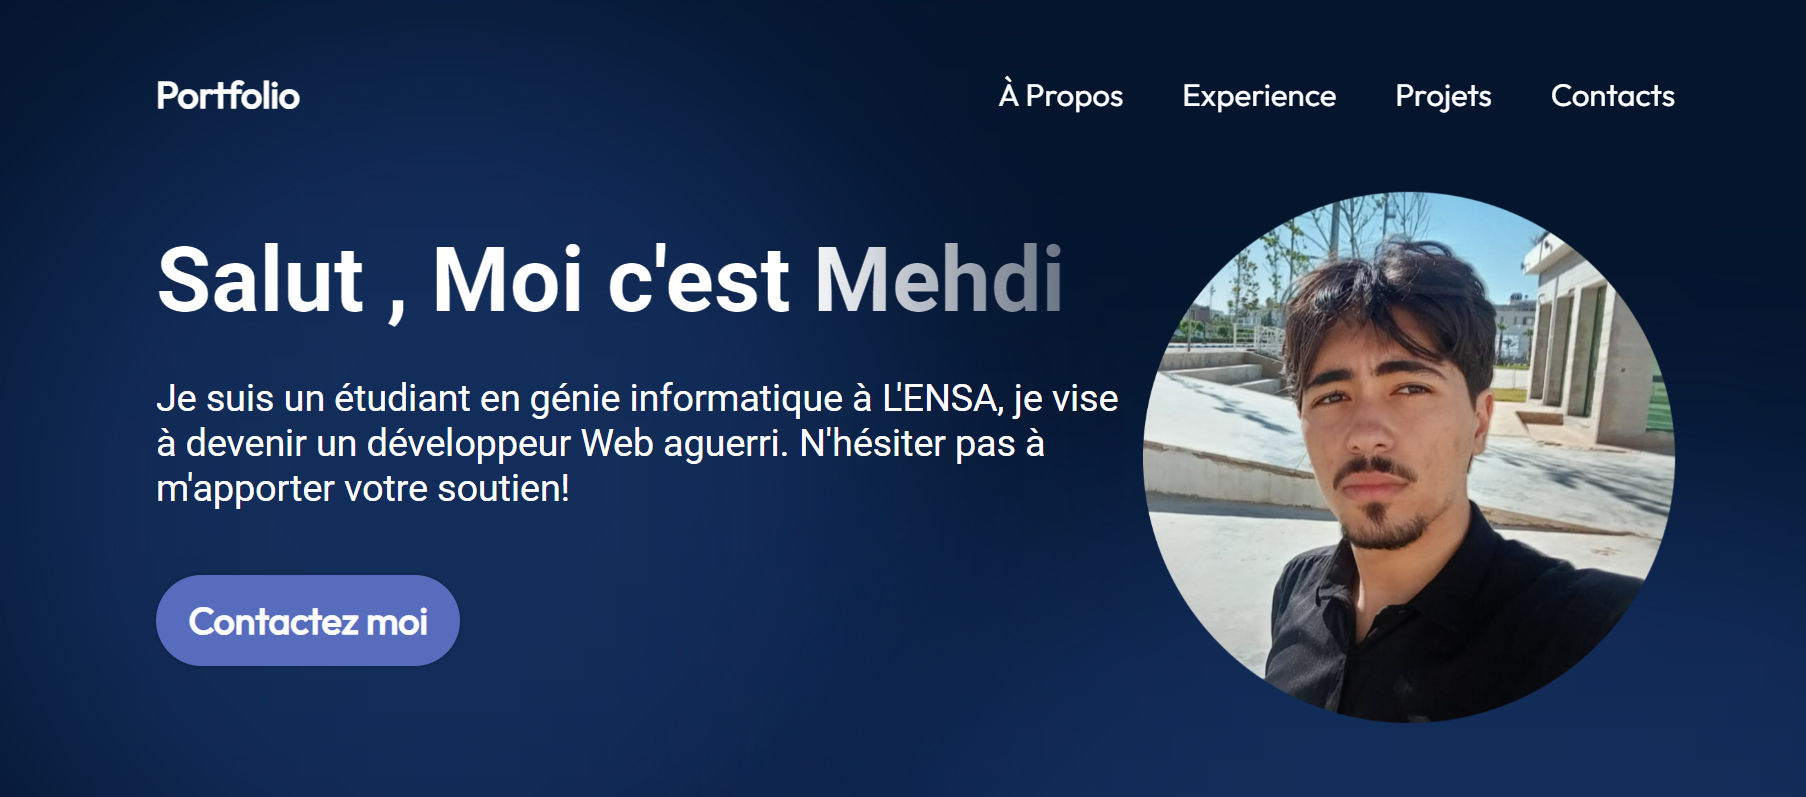 Portfolio
À Propos
Experience
Projets
Contacts
Salut , Moi c'est Mehdi
Je suis un étudiant en génie informatique à L'ENSA, je vise
à devenir un développeur Web aguerri. N'hésiter pas à
m'apporter votre soutien!
Contactez moi